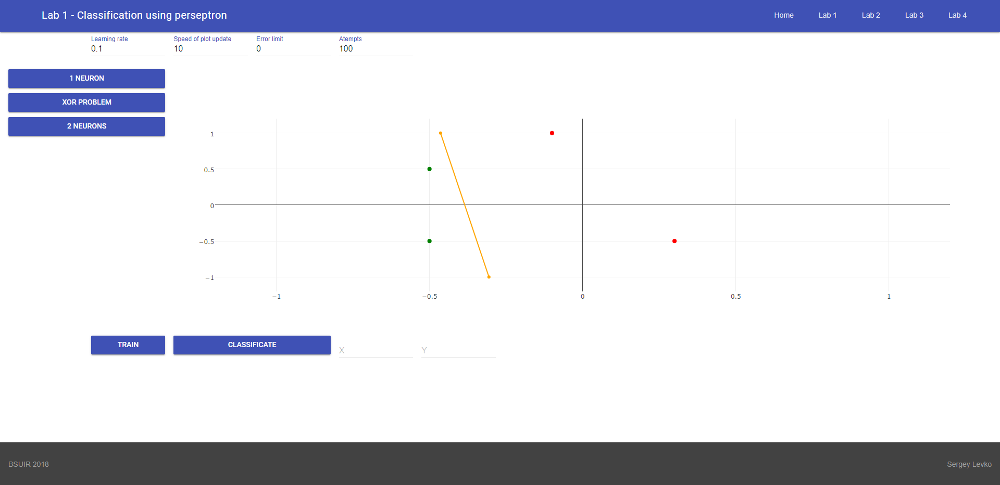 Lab 1 - Classification using perseptron
Home Lab 1 Lab 2 Lab 3 Lab 4
Learning rate Speed of plot update Error limit Atempts
0.1 10 0 100
1 NEURON
XOR PROBLEM
2 NEURONS
1
0.5
0
−0.5
−1
−1 −0.5 0 0.5 1
TRAIN CLASSIFICATE X Y
BSUIR 2018 Sergey Levko